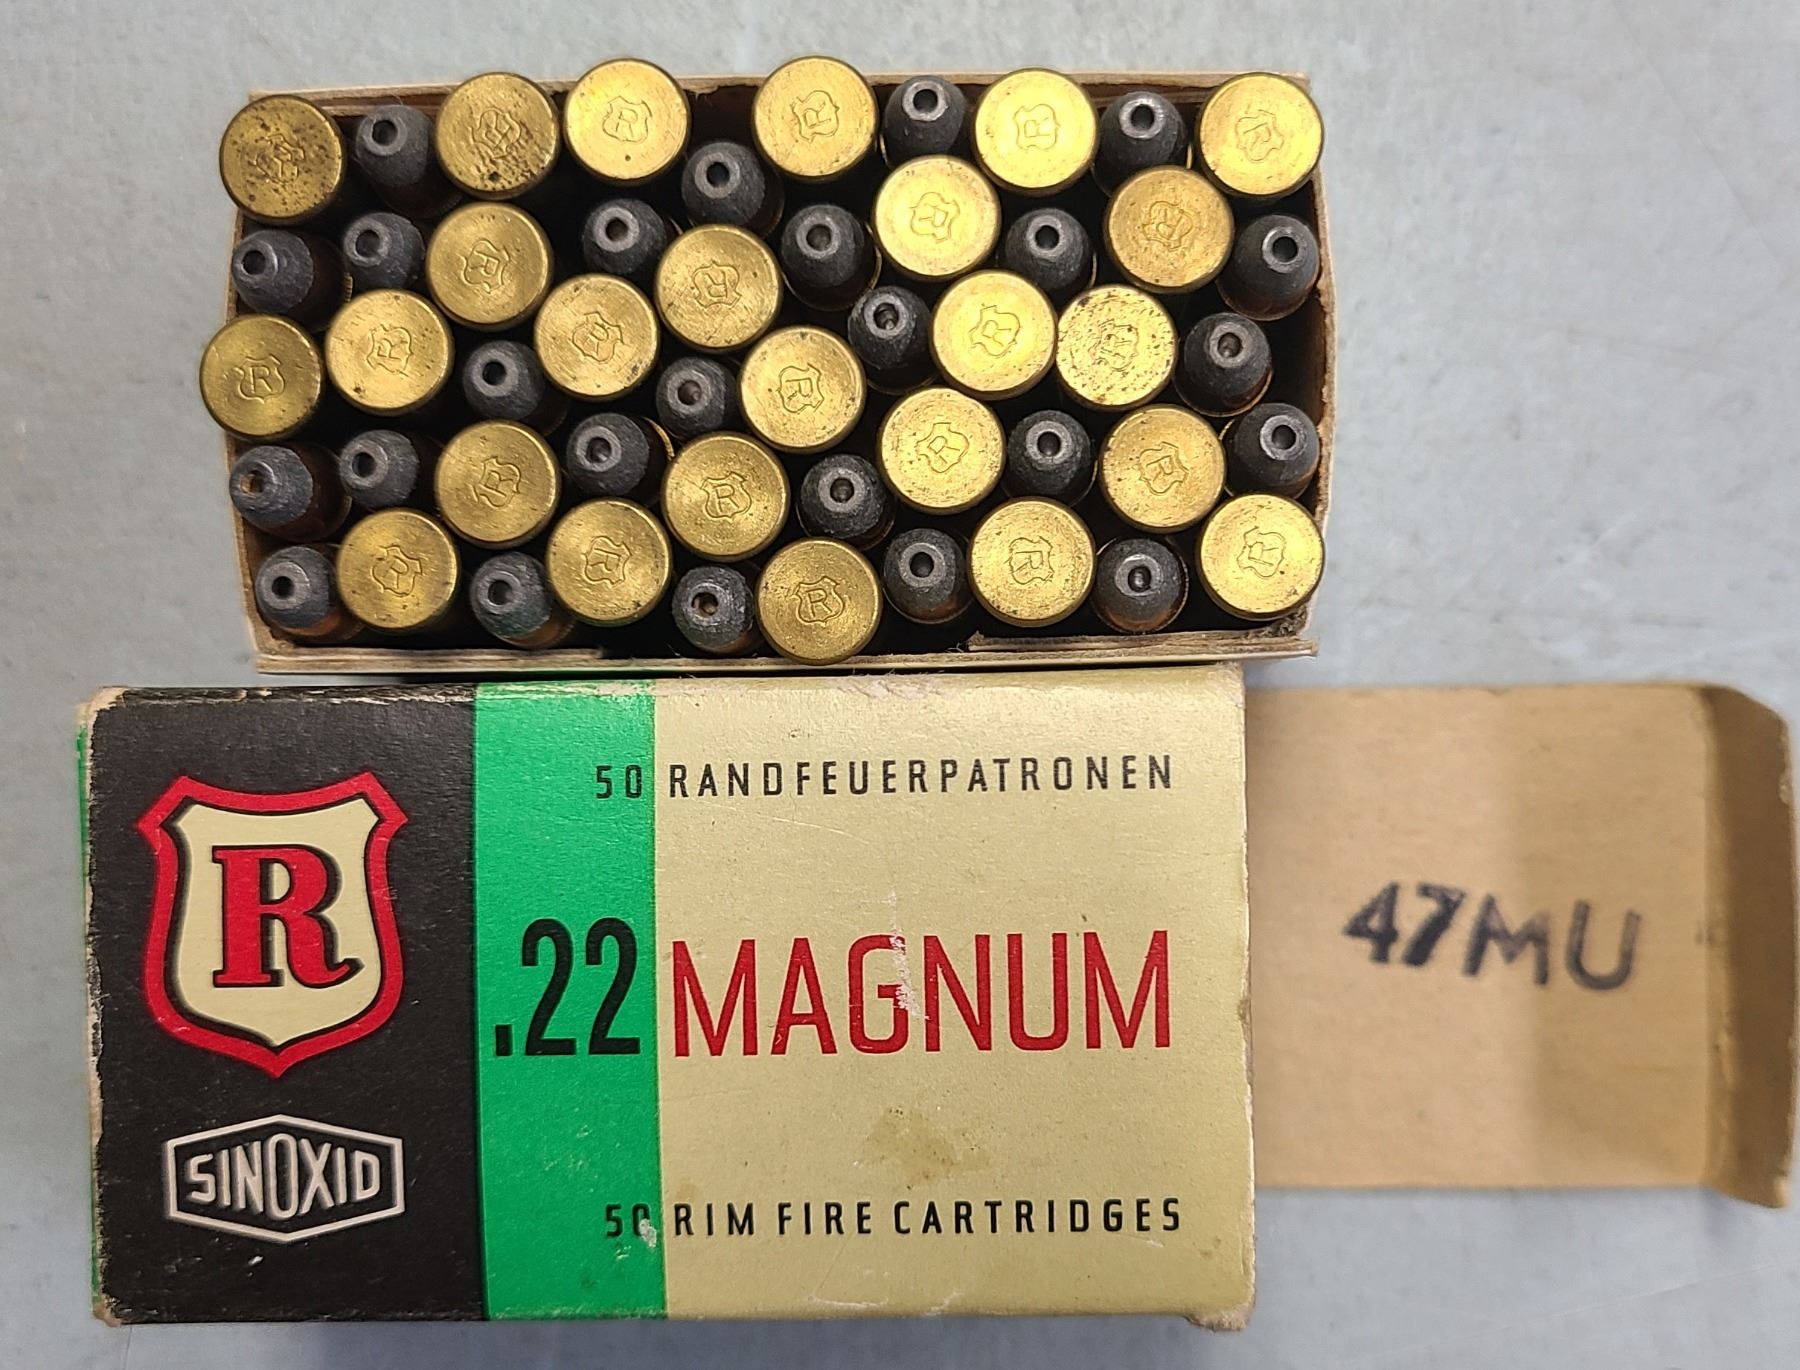 50 RANDFEUERPATRONEN
R
.22 MAGNUM
47MU
SINOXID
50 RIM FIRE CARTRIDGES